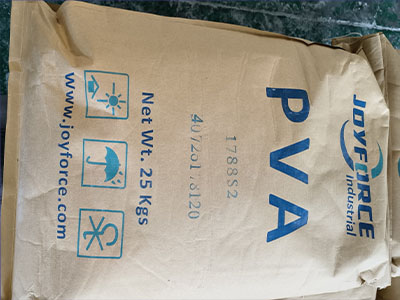 JOYFORCE
Industrial
PVA
1788S2
Net Wt. 25 Kgs
www.joyforce.com